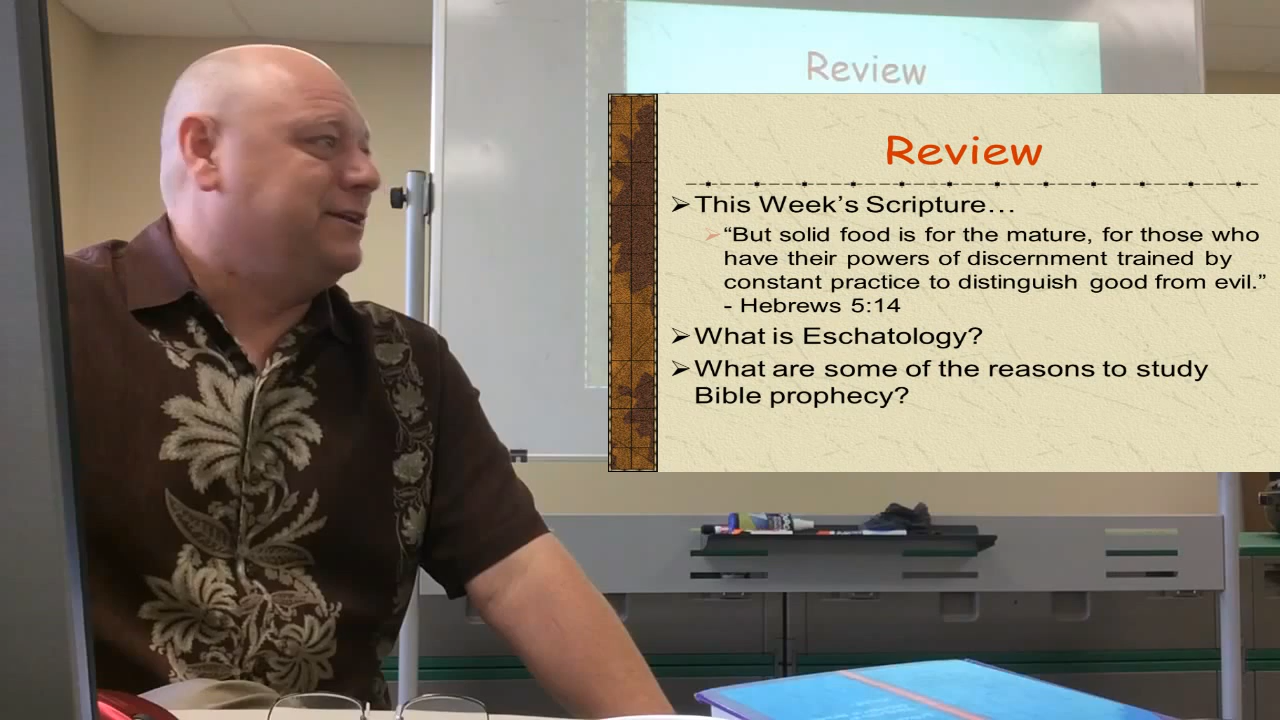 Review
Review
➢This Week’s Scripture…
➢“But solid food is for the mature, for those who
have their powers of discernment trained by
constant practice to distinguish good from evil.”
- Hebrews 5:14
➢What is Eschatology?
➢What are some of the reasons to study
Bible prophecy?